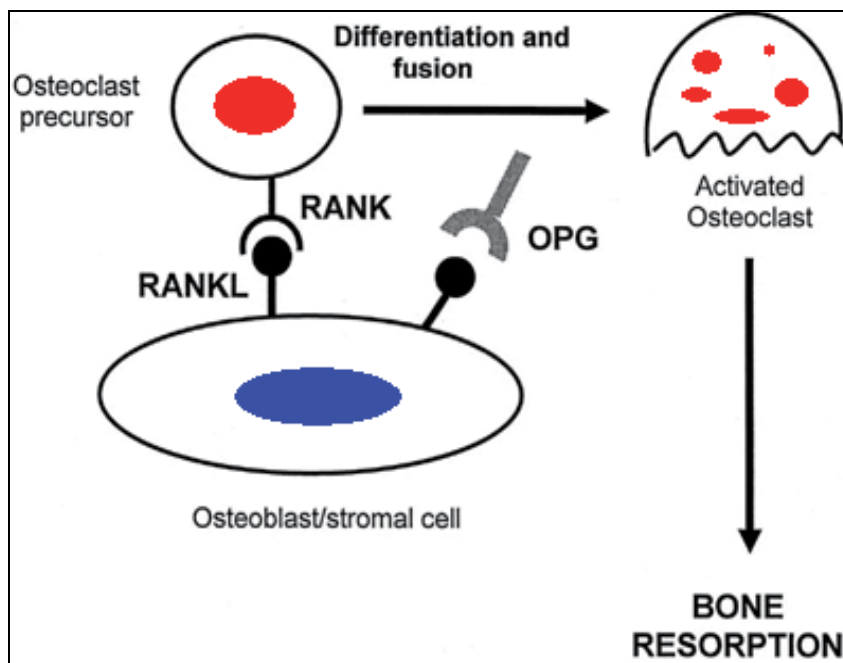 Differentiation and
fusion
Osteoclast
precursor
RANK
OPG
RANKL
Activated
Osteoclast
Osteoblast/stromal cell
BONE
RESORPTION